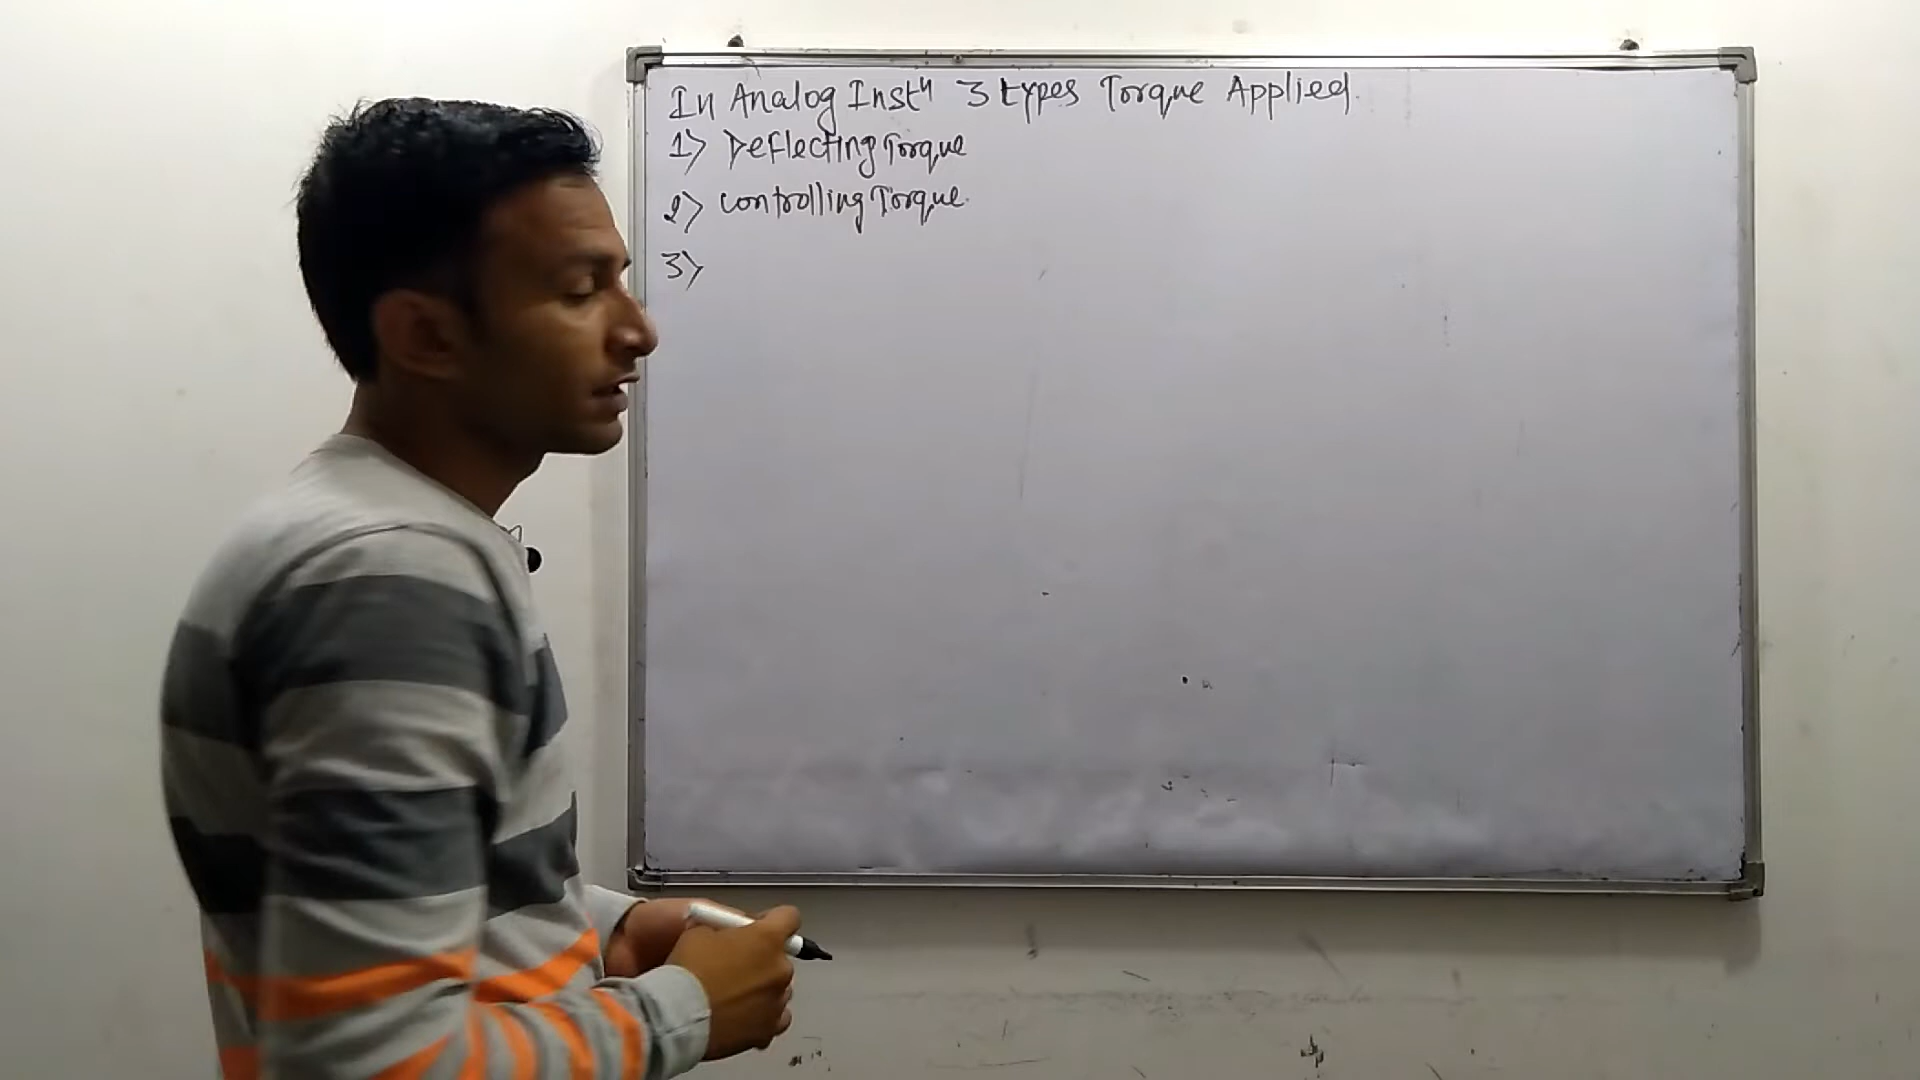 In Analog Instⁿ 3 types Torque Applied.
1> Deflecting Torque
2> controlling Torque.
3>